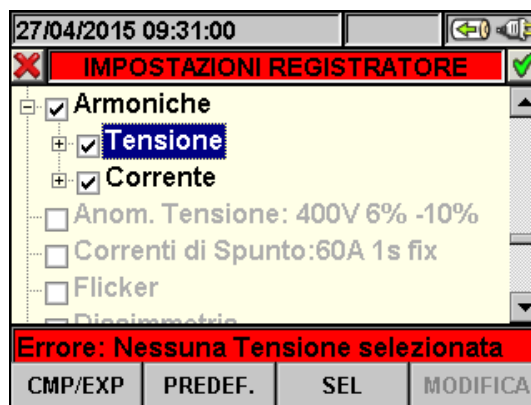 27/04/2015 09:31:00
IMPOSTAZIONI REGISTRATORE
Armoniche
Tensione
Corrente
Anom. Tensione: 400V 6% -10%
Correnti di Spunto:60A 1s fix
Flicker
Dissimmetria
Errore: Nessuna Tensione selezionata
CMP/EXP PREDEF. SEL MODIFICA